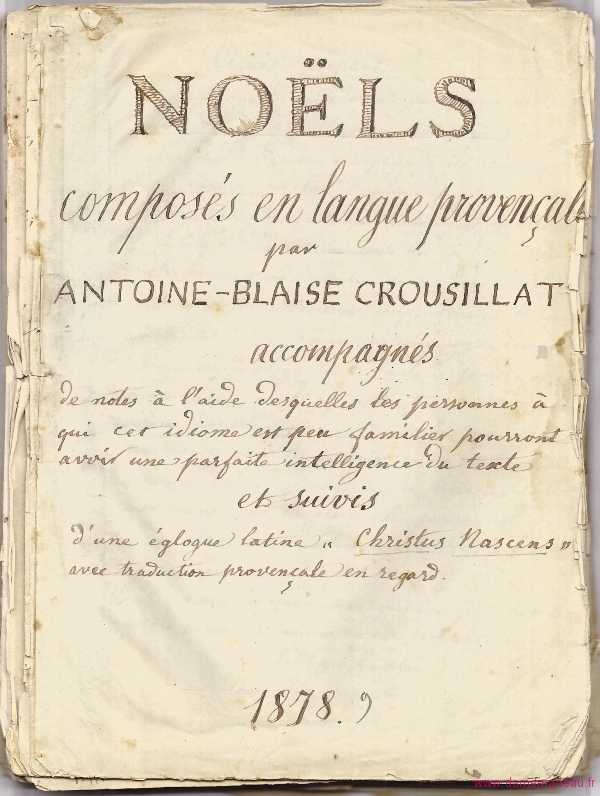 NOËLS
composés en langue provençale
par
ANTOINE-BLAISE CROUSILLAT
accompagnés
de notes à l'aide desquelles les personnes à
qui cet idiome est peu familier pourront
avoir une parfaite intelligence du texte
et suivis
d'une églogue latine « Christus Nascens »
avec traduction provençale en regard.
1878.